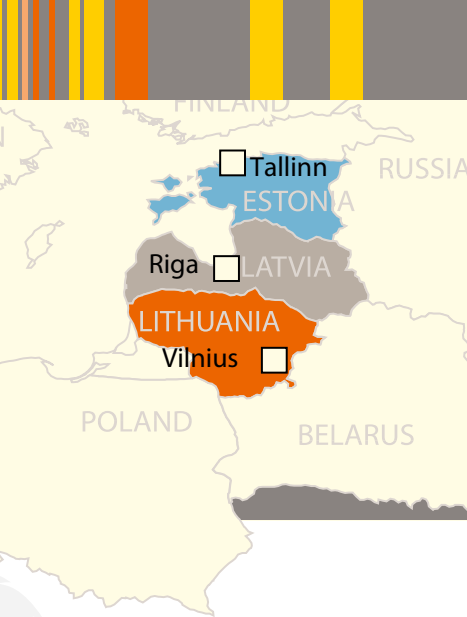 FINLAND
Tallinn
RUSSIA
ESTONIA
Riga
LATVIA
LITHUANIA
Vilnius
POLAND
BELARUS